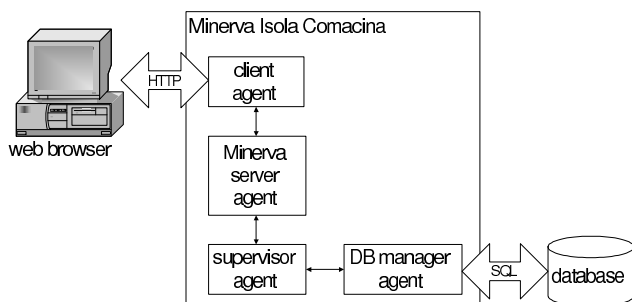 Minerva Isola Comacina
HTTP
client
agent
web browser
Minerva
server
agent
supervisor
agent
DB manager
agent
SQL
database